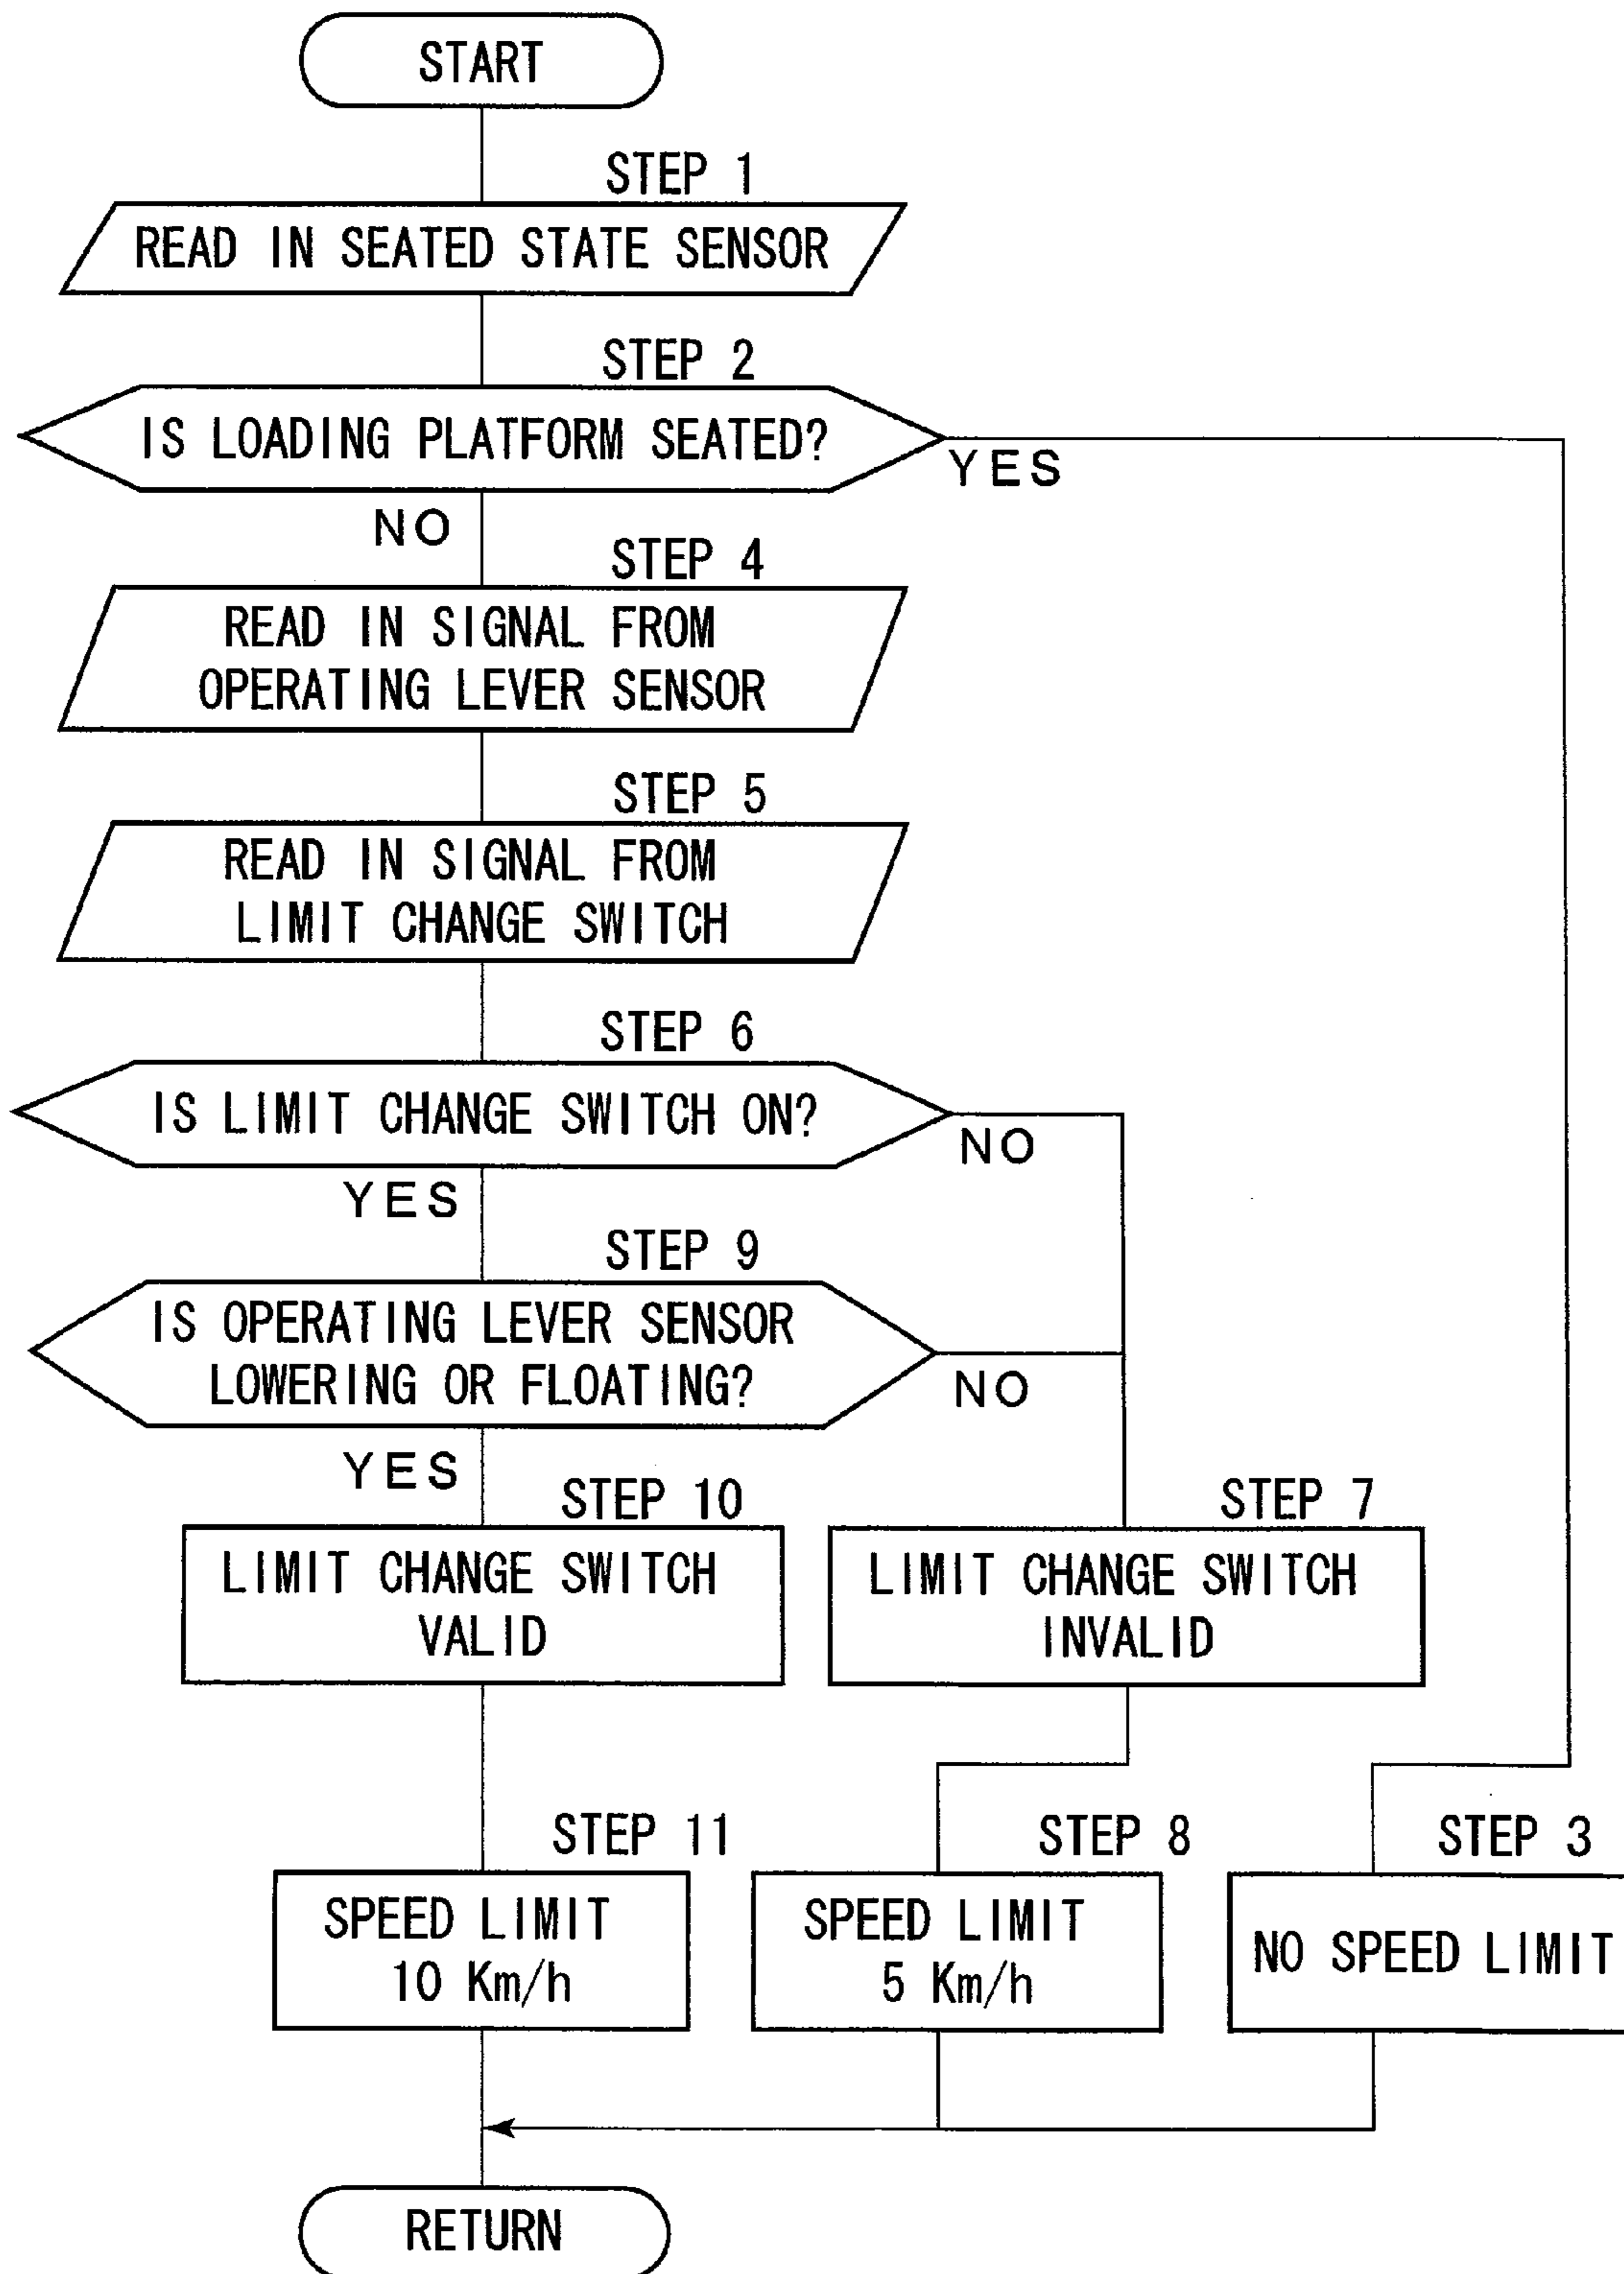 START
STEP 1
READ IN SEATED STATE SENSOR
STEP 2
IS LOADING PLATFORM SEATED?
YES
NO
STEP 4
READ IN SIGNAL FROM
OPERATING LEVER SENSOR
STEP 5
READ IN SIGNAL FROM
LIMIT CHANGE SWITCH
STEP 6
IS LIMIT CHANGE SWITCH ON?
NO
YES
STEP 9
IS OPERATING LEVER SENSOR
LOWERING OR FLOATING?
NO
YES
STEP 10
LIMIT CHANGE SWITCH
VALID
STEP 7
LIMIT CHANGE SWITCH
INVALID
STEP 11
SPEED LIMIT
10 Km/h
STEP 8
SPEED LIMIT
5 Km/h
STEP 3
NO SPEED LIMIT
RETURN